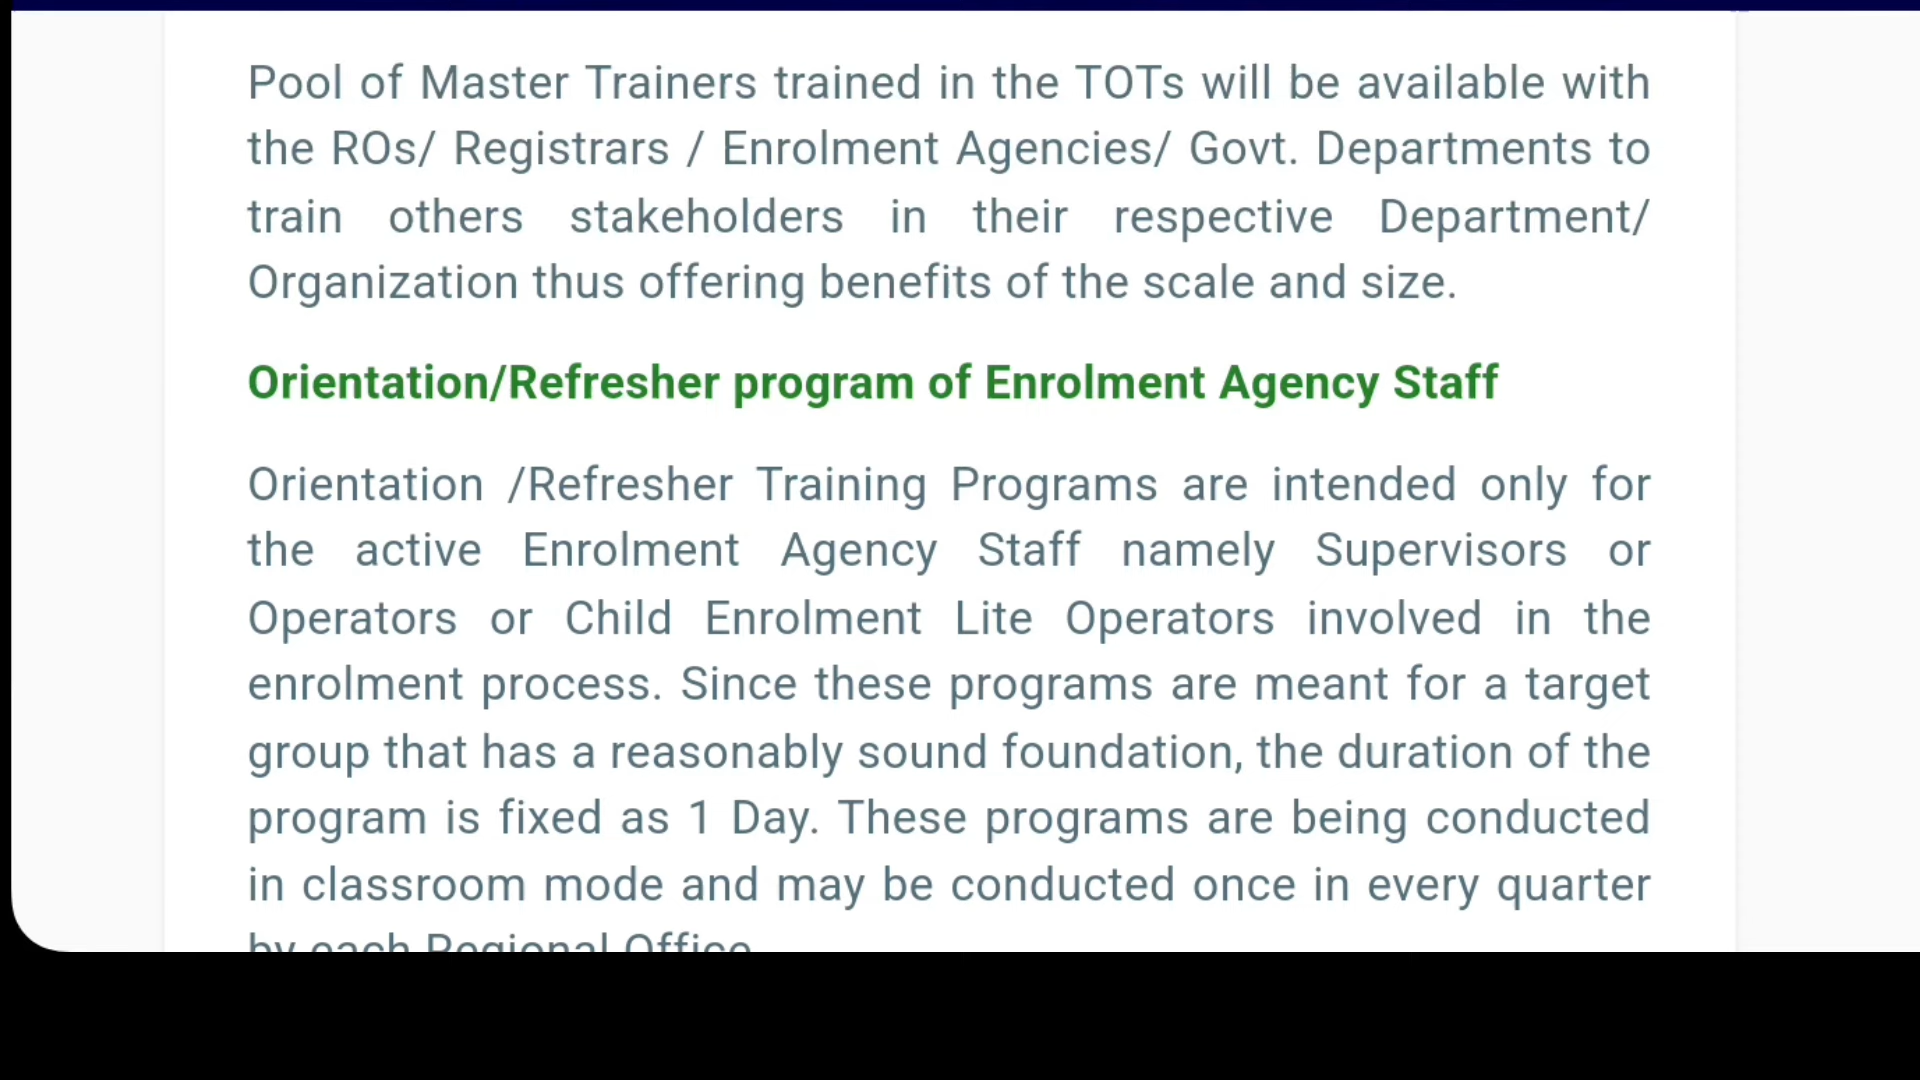 Pool of Master Trainers trained in the TOTs will be available with
the ROs/ Registrars / Enrolment Agencies/ Govt. Departments to
train others stakeholders in their respective Department/
Organization thus offering benefits of the scale and size.
Orientation/Refresher program of Enrolment Agency Staff
Orientation /Refresher Training Programs are intended only for
the active Enrolment Agency Staff namely Supervisors or
Operators or Child Enrolment Lite Operators involved in the
enrolment process. Since these programs are meant for a target
group that has a reasonably sound foundation, the duration of the
program is fixed as 1 Day. These programs are being conducted
in classroom mode and may be conducted once in every quarter
by each Regional Office